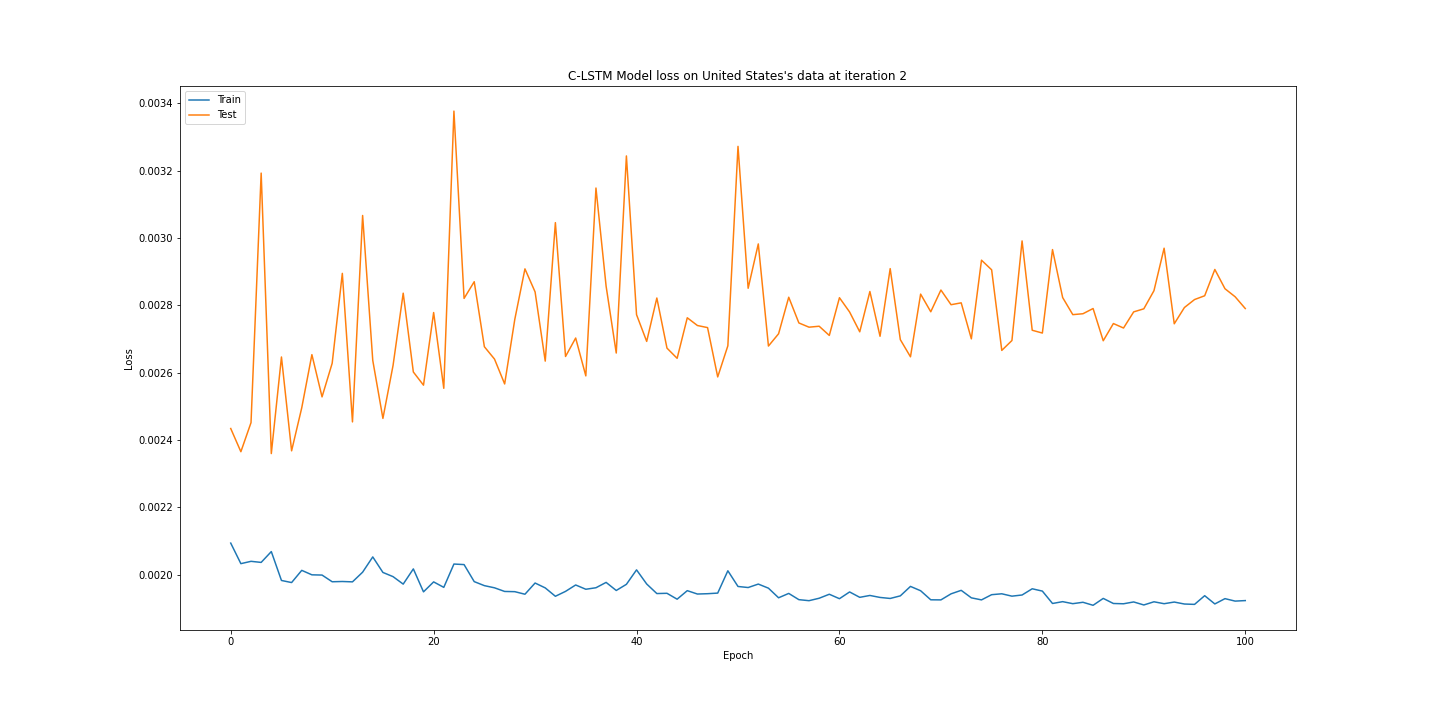 C-LSTM Model loss on United States's data at iteration 2
Train
Test
0.0034
0.0032
0.0030
0.0028
0.0026
0.0024
0.0022
0.0020
Loss
0 20 40 60 80 100
Epoch